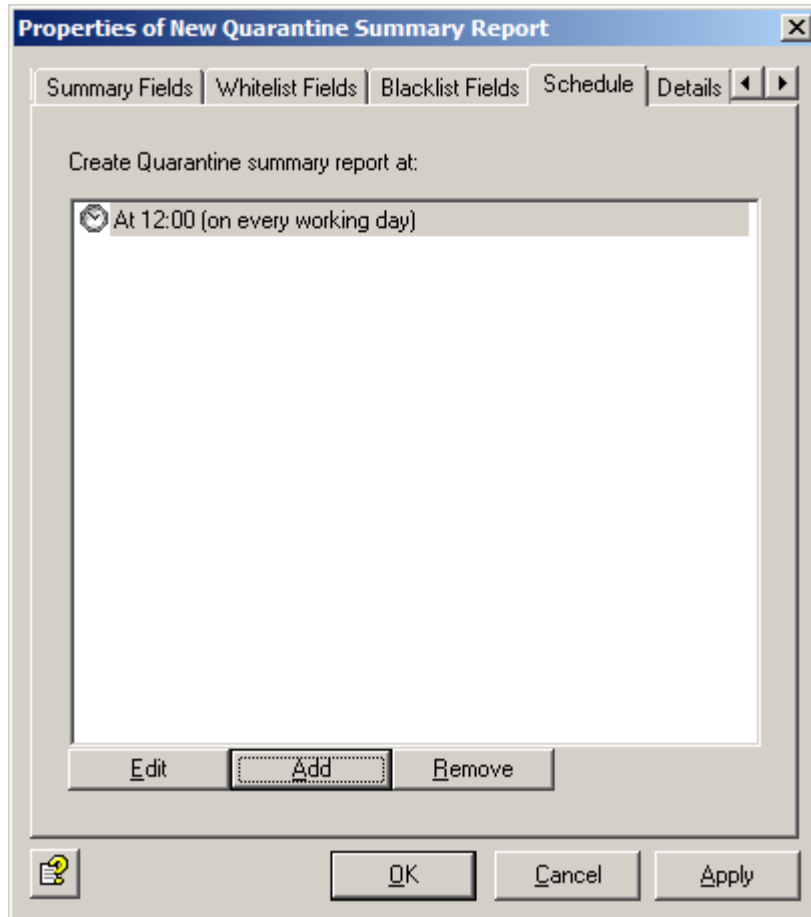 Properties of New Quarantine Summary Report
Summary Fields Whitelist Fields Blacklist Fields Schedule Details
Create Quarantine summary report at:
At 12:00 (on every working day)
Edit Add Remove
OK Cancel Apply